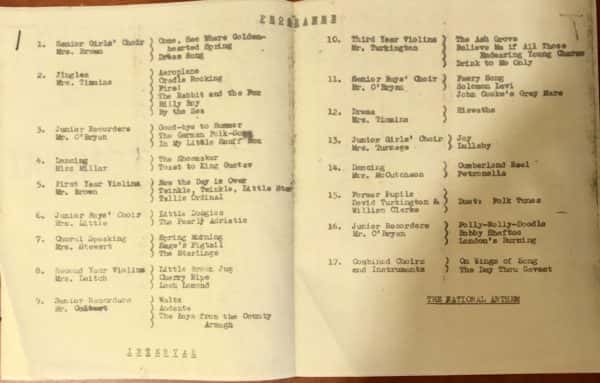 PROGRAMME
1. Senior Girls' Choir } Come, See Where Golden-
Mrs. Brown hearted Spring
Dress Song
2. Jingles } Aeroplane
Mrs. Timmins Cradle Rocking
Fire!
The Rabbit and the Fox
Billy Boy
By the Sea
3. Junior Recorders } Good-bye to Summer
Mr. O'Bryan The German Folk-Song
In My Little Snuff Box
4. Dancing } The Shoemaker
Miss Millar Toast to King Gustav
5. First Year Violins } Now the Day is Over
Mr. Brown Twinkle, Twinkle, Little Star
Tallis Ordinal
6. Junior Boys' Choir } Little Doogies
Mrs. Little The Pearly Adriatic
7. Choral Speaking } Spring Morning
Mrs. Stewart Sage's Pigtail
The Starlings
8. Second Year Violins } Little Brown Jug
Mrs. Leitch Cherry Ripe
Loch Lomond
9. Senior Recorders } Waltz
Mr. Andante
The Boys from the County
Armagh
INTERVAL
10. Third Year Violins } The Ash Grove
Mr. Turkington Believe Me if All Those
Endearing Young Charms
Drink to Me Only
11. Senior Boys' Choir } Faery Song
Mr. O'Bryan Solomon Levi
John Cooke's Grey Mare
12. Drama } Hiawatha
Mrs. Timmins
13. Junior Girls' Choir } Joy
Mrs. Turnage Lullaby
14. Dancing } Cumberland Reel
Mrs. McCutcheon Petronella
15. Former Pupils
David Turkington & } Duet: Folk Tunes
William Clarke
16. Junior Recorders } Polly-Wolly-Doodle
Mr. O'Bryan Bobby Shaftoe
London's Burning
17. Combined Choirs } On Wings of Song
and Instruments The Day Thou Gavest
THE NATIONAL ANTHEM